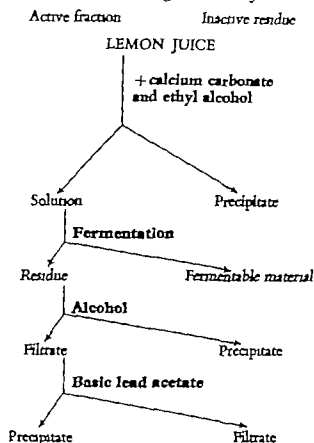 Active fraction Inactive residue
LEMON JUICE
+calcium carbonate
and ethyl alcohol
Solution Precipitate
Fermentation
Residue Fermentable material
Alcohol
Filtrate Precipitate
Basic lead acetate
Precipitate Filtrate